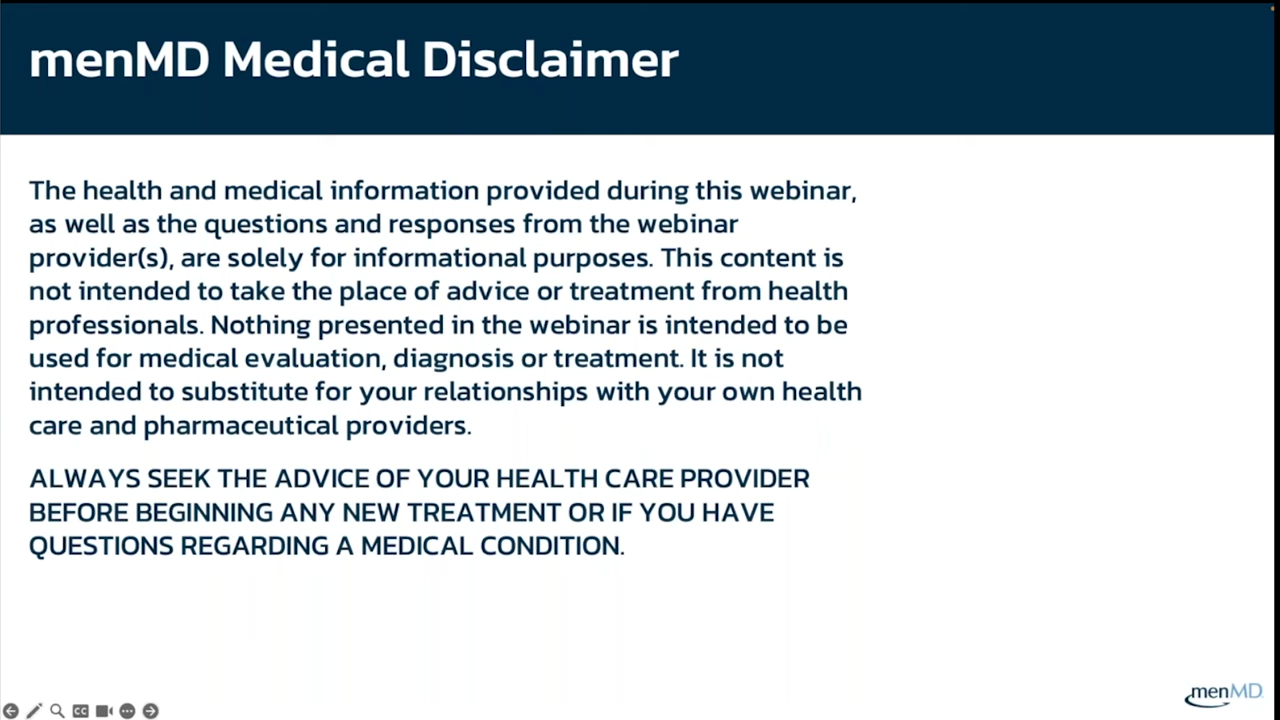 menMD Medical Disclaimer
The health and medical information provided during this webinar,
as well as the questions and responses from the webinar
provider(s), are solely for informational purposes. This content is
not intended to take the place of advice or treatment from health
professionals. Nothing presented in the webinar is intended to be
used for medical evaluation, diagnosis or treatment. It is not
intended to substitute for your relationships with your own health
care and pharmaceutical providers.
ALWAYS SEEK THE ADVICE OF YOUR HEALTH CARE PROVIDER
BEFORE BEGINNING ANY NEW TREATMENT OR IF YOU HAVE
QUESTIONS REGARDING A MEDICAL CONDITION.
CC
menMD